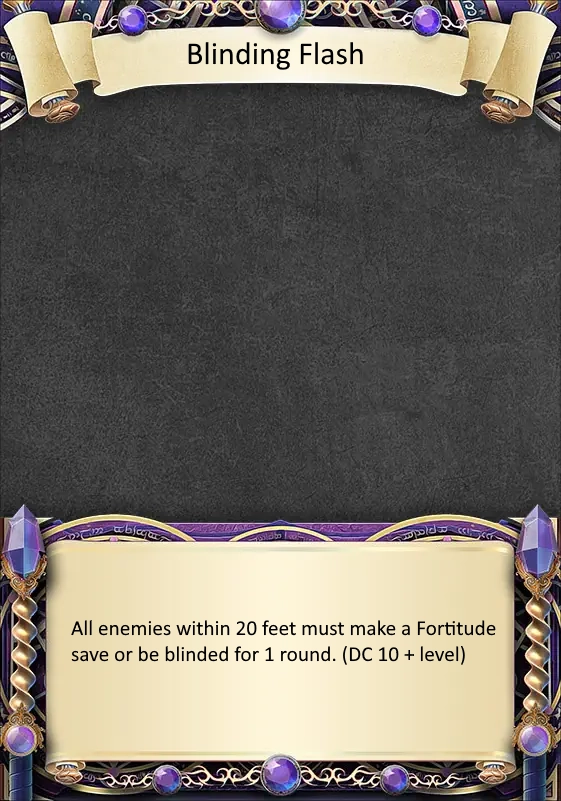 Blinding Flash
All enemies within 20 feet must make a Fortitude
save or be blinded for 1 round. (DC 10 + level)